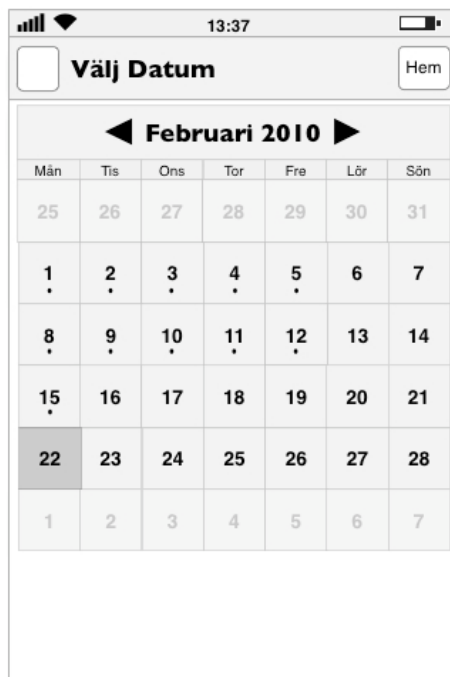 13:37
Välj Datum Hem
Februari 2010
Mån Tis Ons Tor Fre Lör Sön
25 26 27 28 29 30 31
1 2 3 4 5 6 7
8 9 10 11 12 13 14
15 16 17 18 19 20 21
22 23 24 25 26 27 28
1 2 3 4 5 6 7